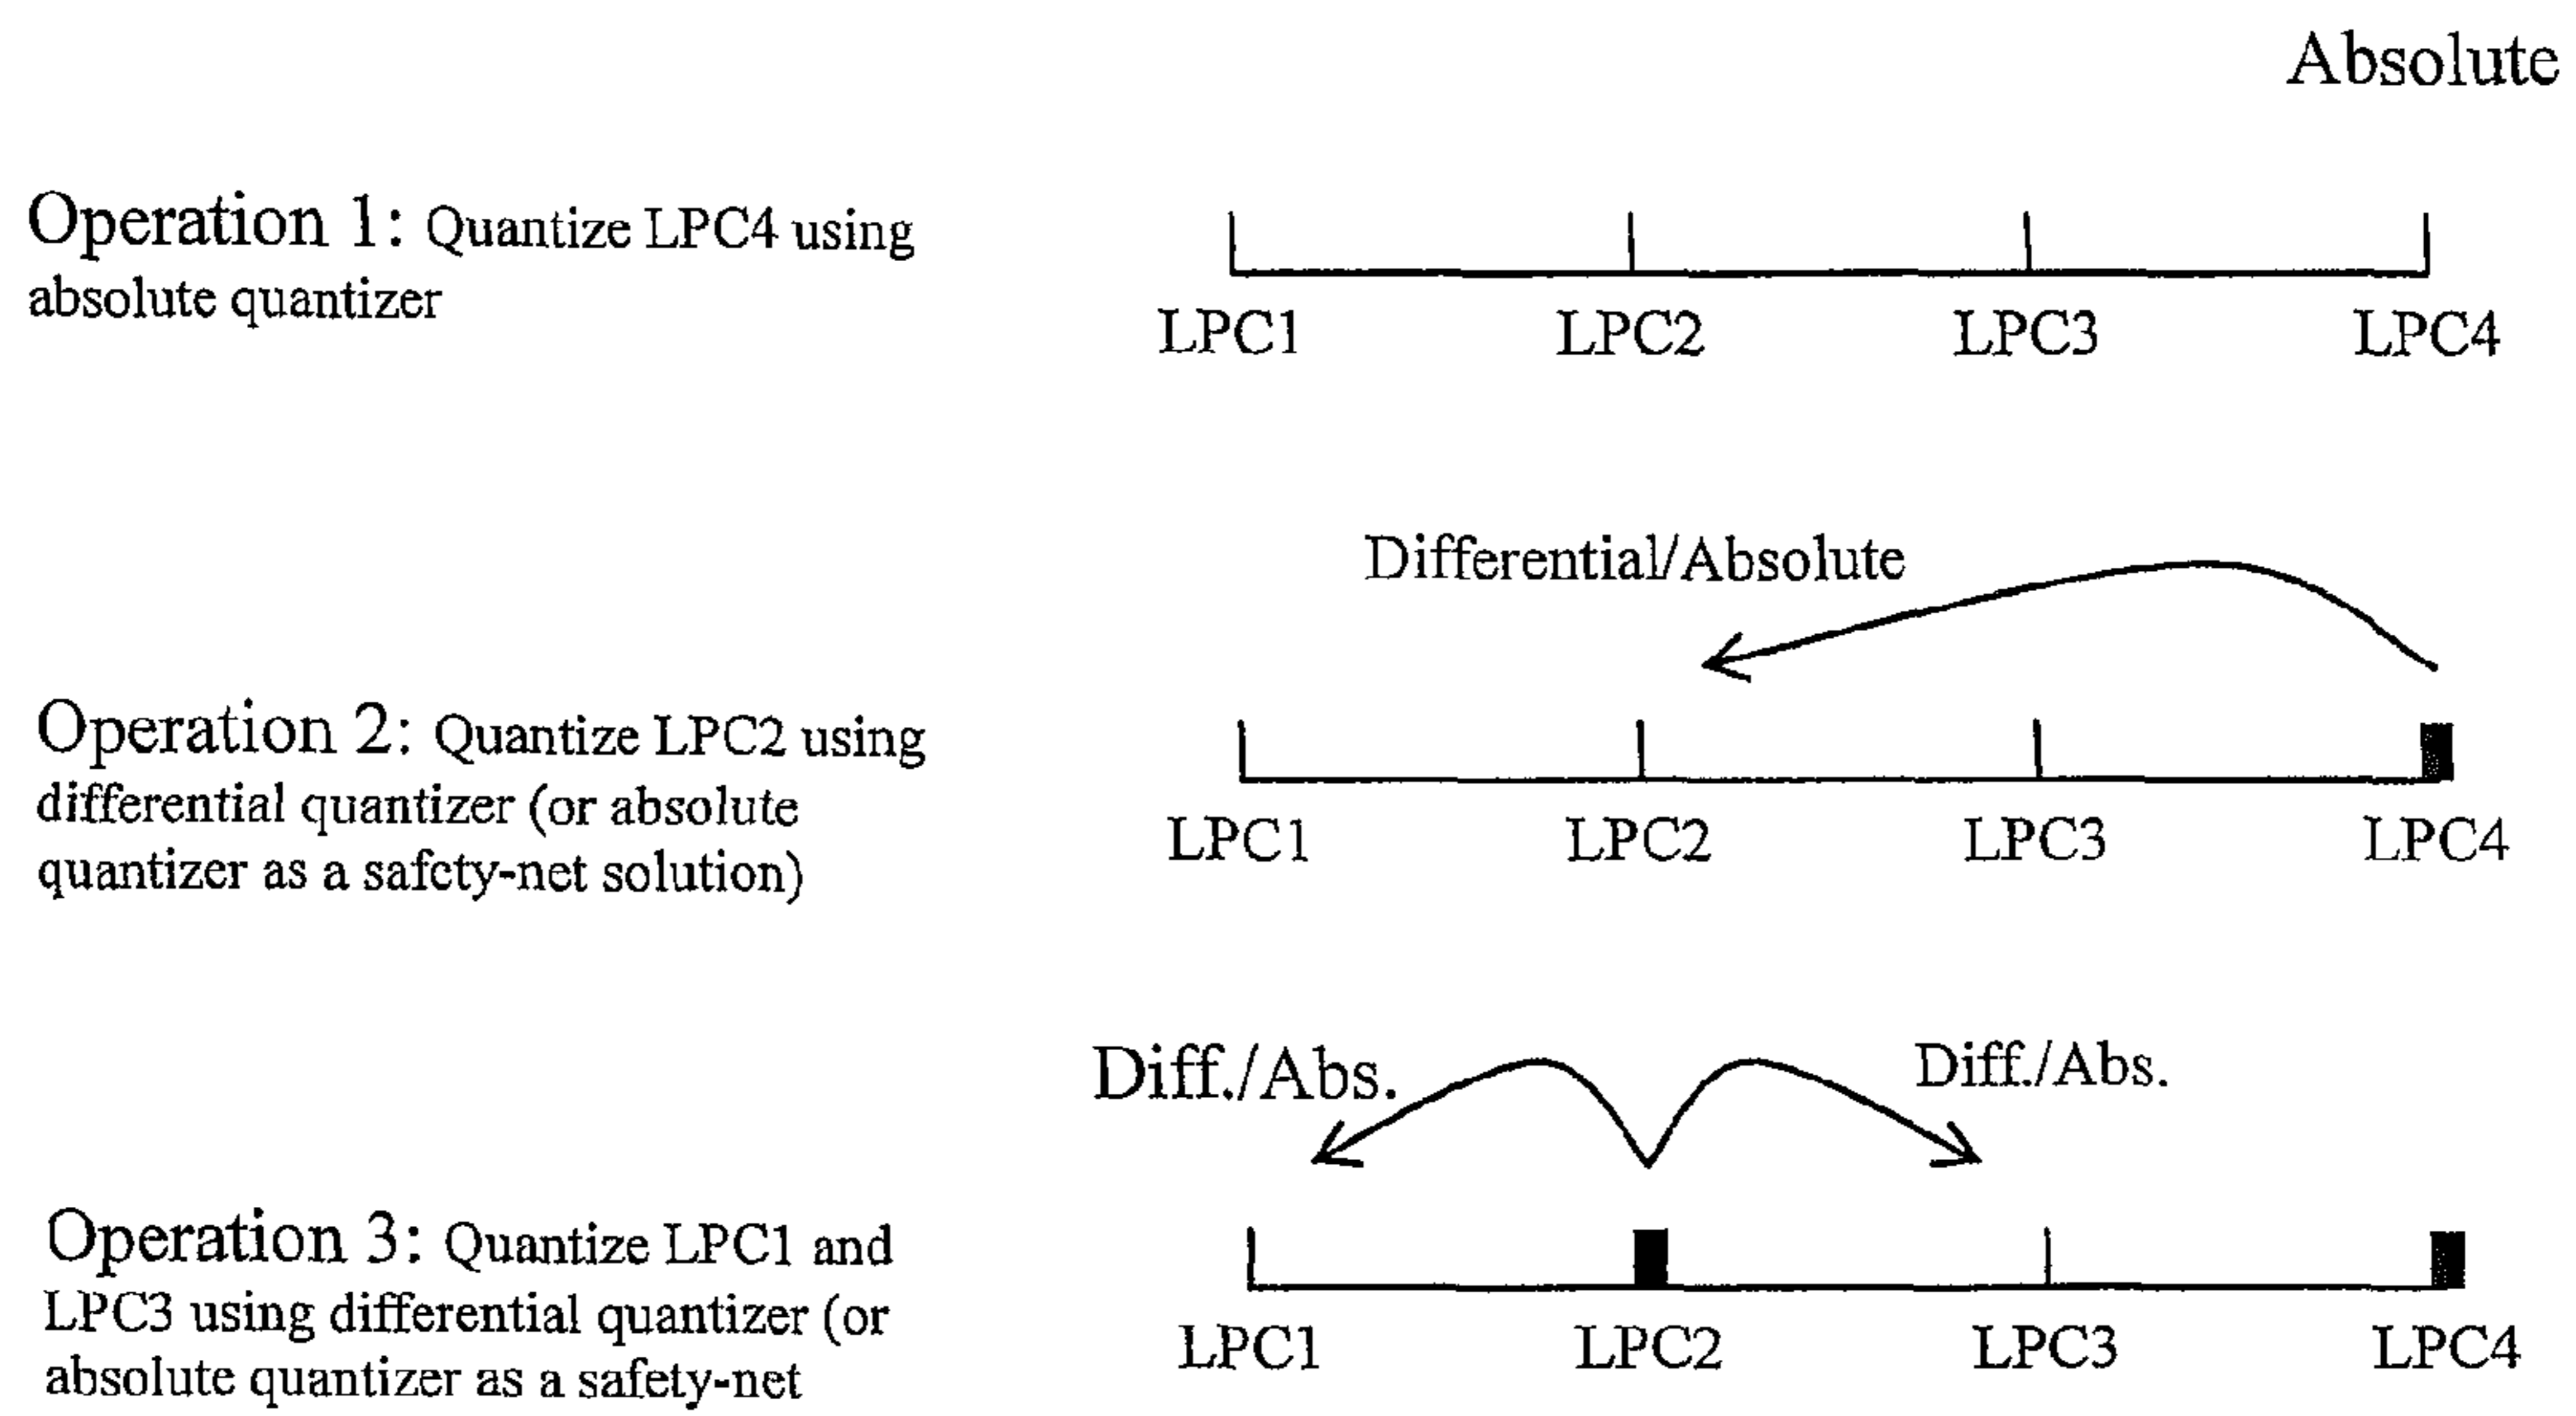 Absolute
Operation 1: Quantize LPC4 using
absolute quantizer
LPC1 LPC2 LPC3 LPC4
Differential/Absolute
Operation 2: Quantize LPC2 using
differential quantizer (or absolute
quantizer as a safety-net solution)
LPC1 LPC2 LPC3 LPC4
Diff./Abs. Diff./Abs.
Operation 3: Quantize LPC1 and
LPC3 using differential quantizer (or
absolute quantizer as a safety-net
LPC1 LPC2 LPC3 LPC4